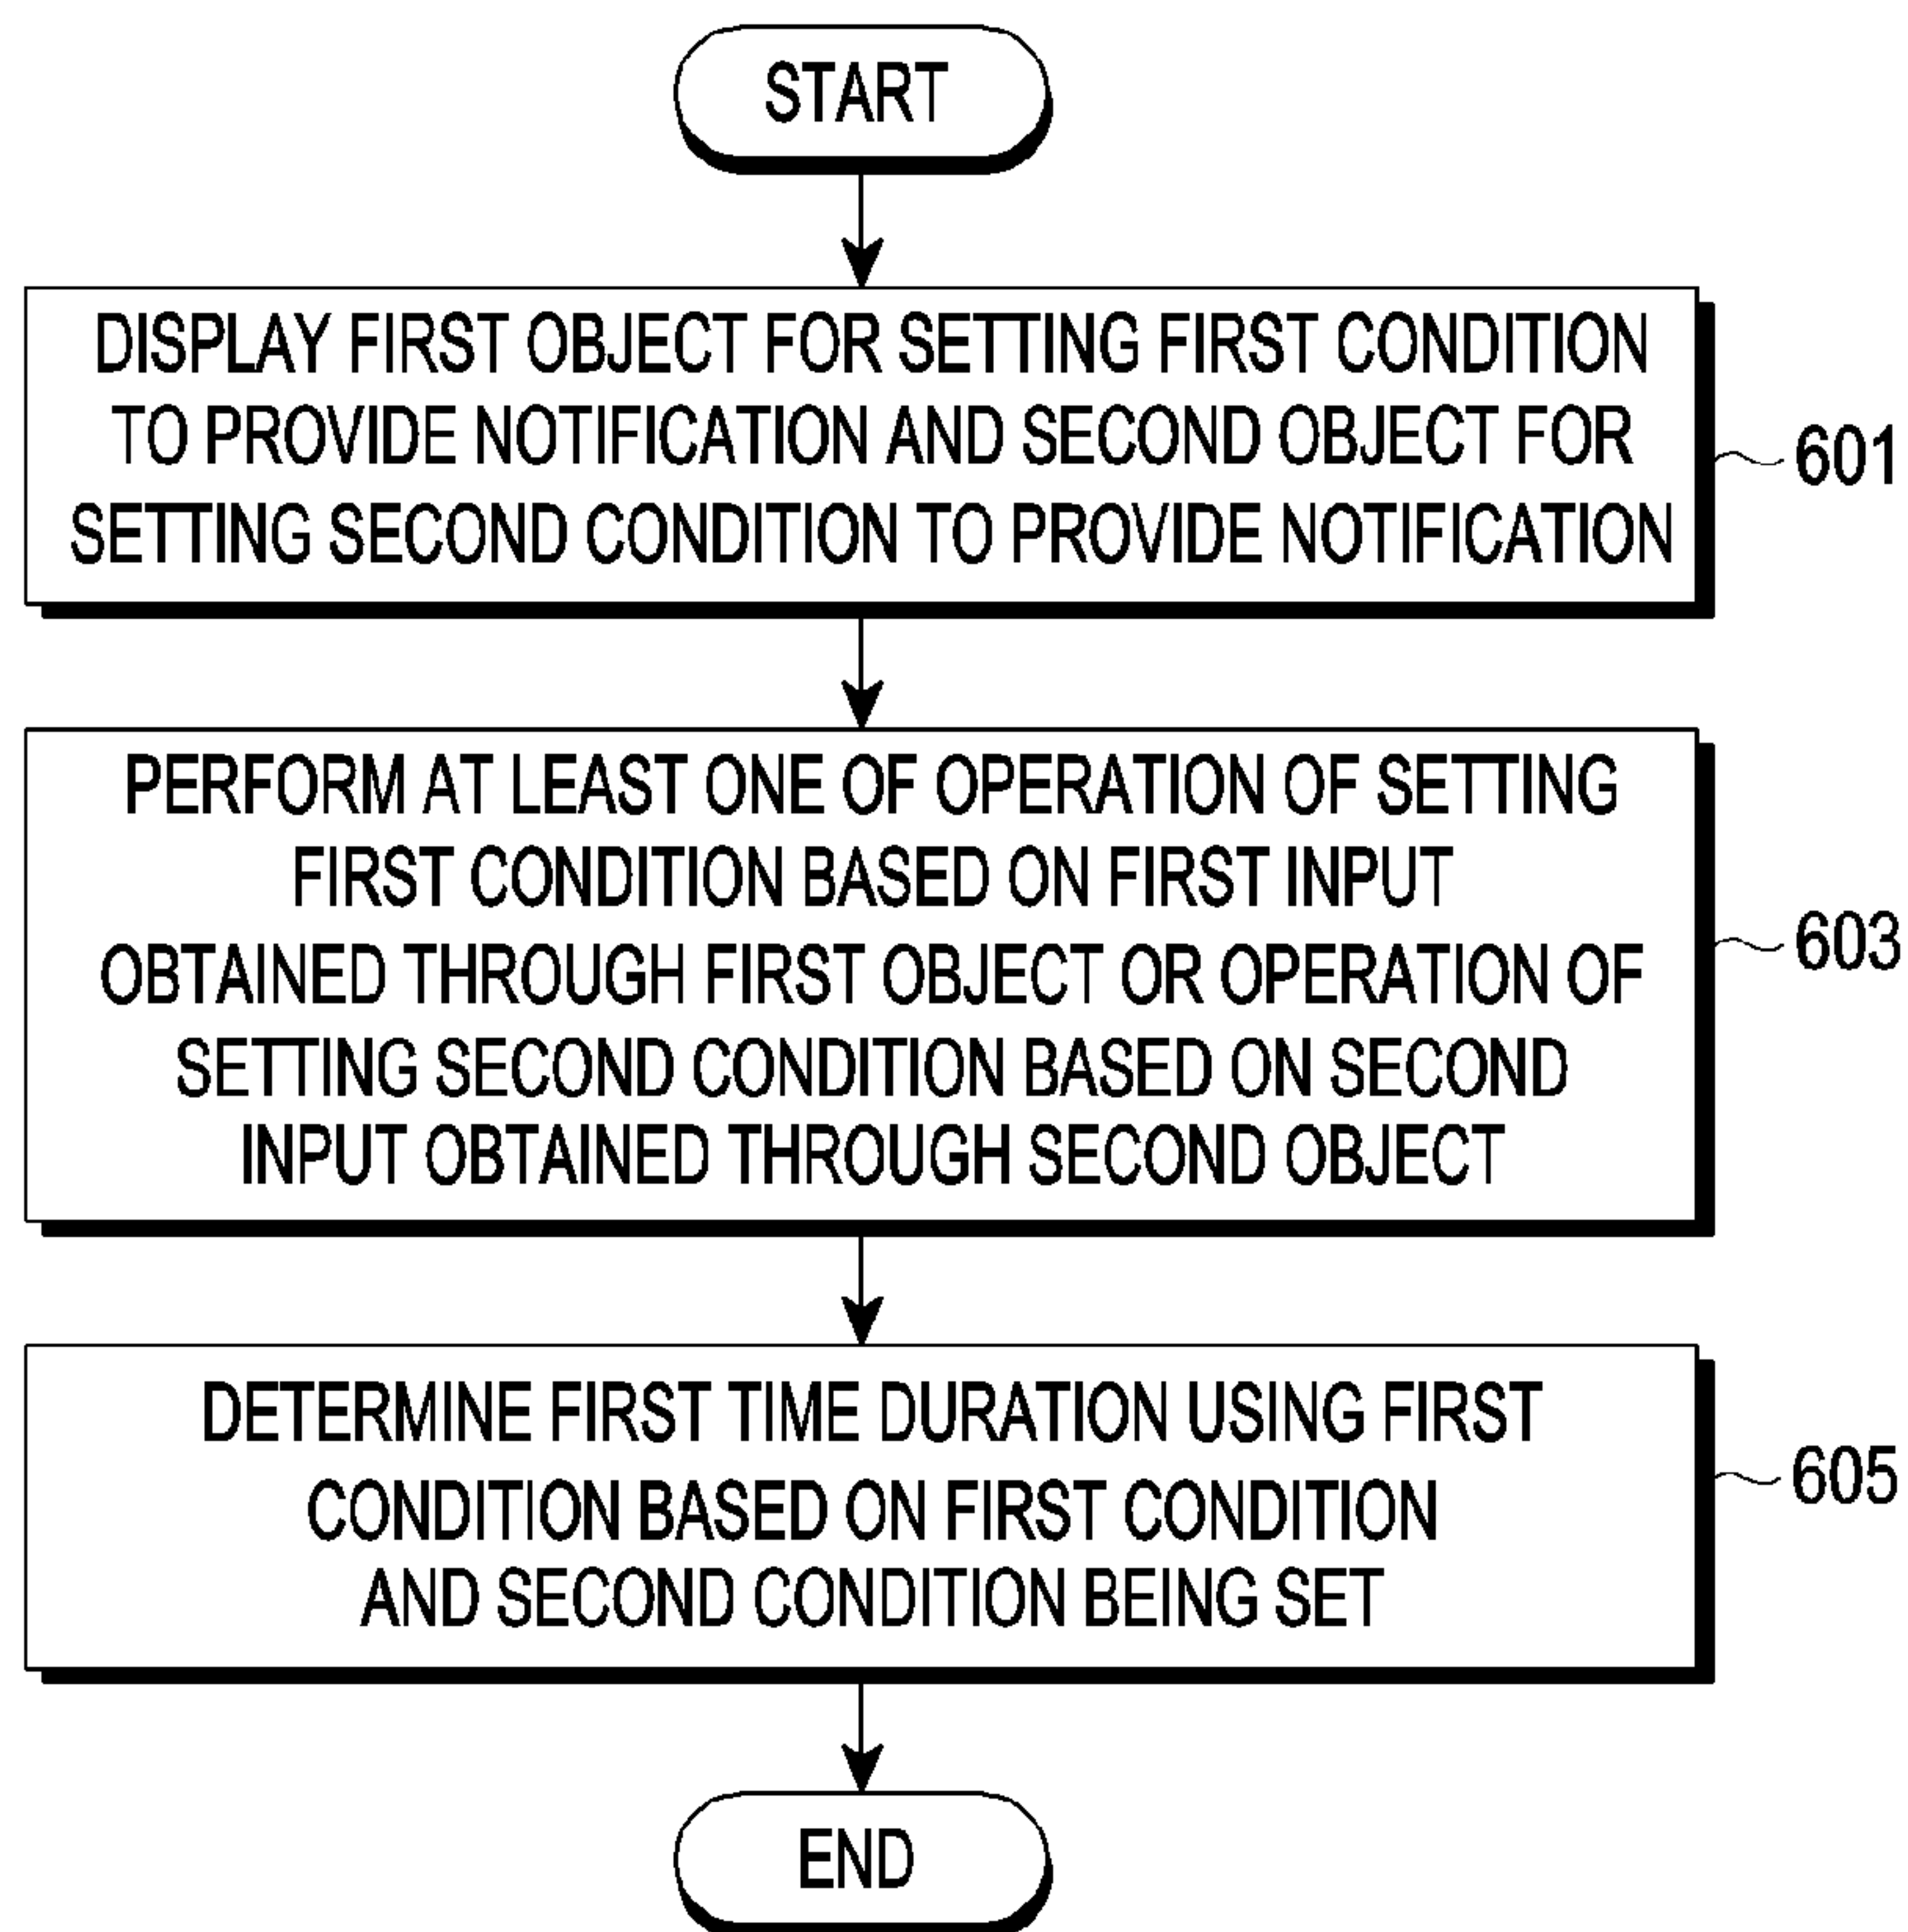 START
DISPLAY FIRST OBJECT FOR SETTING FIRST CONDITION
TO PROVIDE NOTIFICATION AND SECOND OBJECT FOR
SETTING SECOND CONDITION TO PROVIDE NOTIFICATION
601
PERFORM AT LEAST ONE OF OPERATION OF SETTING
FIRST CONDITION BASED ON FIRST INPUT
OBTAINED THROUGH FIRST OBJECT OR OPERATION OF
SETTING SECOND CONDITION BASED ON SECOND
INPUT OBTAINED THROUGH SECOND OBJECT
603
DETERMINE FIRST TIME DURATION USING FIRST
CONDITION BASED ON FIRST CONDITION
AND SECOND CONDITION BEING SET
605
END